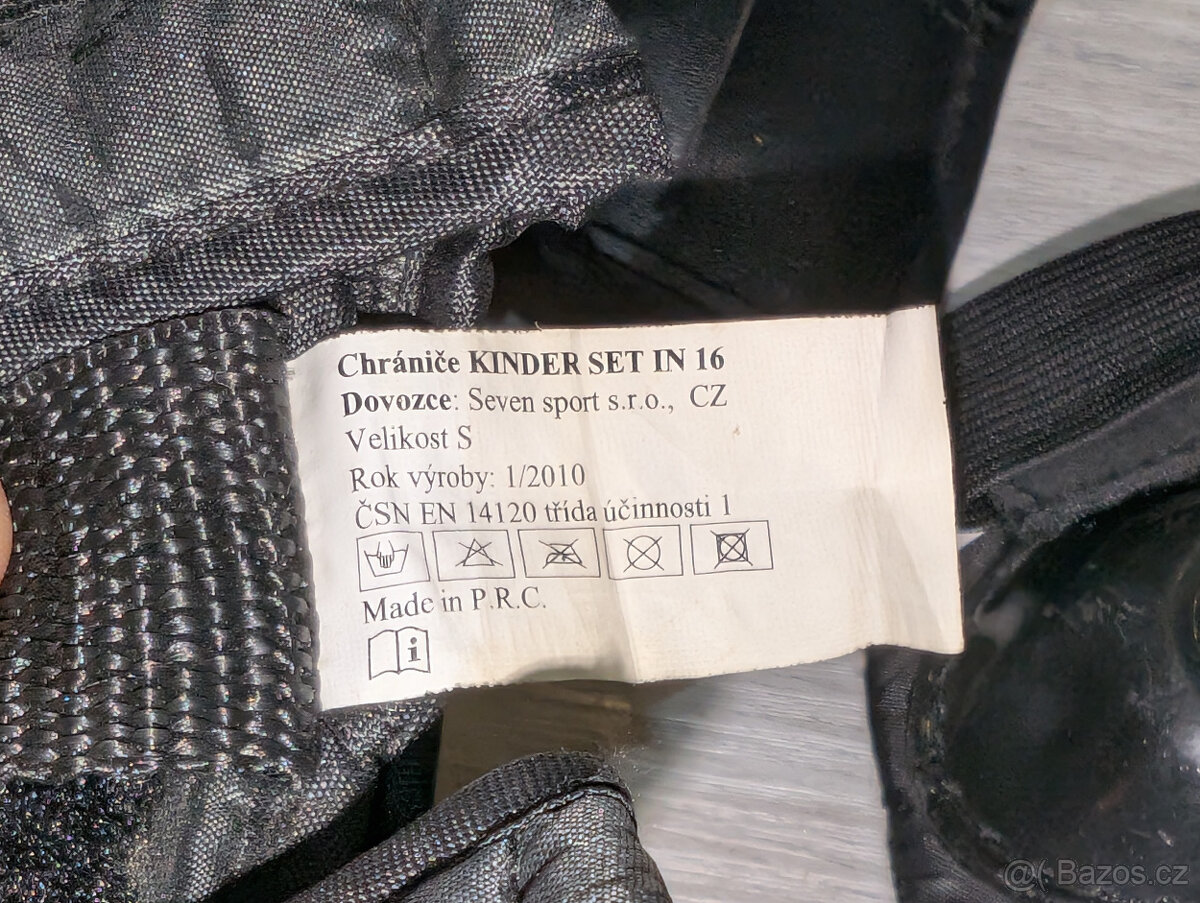 Chrániče KINDER SET IN 16
Dovozce: Seven sport s.r.o., CZ
Velikost S
Rok výroby: 1/2010
ČSN EN 14120 třída účinnosti 1
Made in P.R.C.
i
Bazos.cz